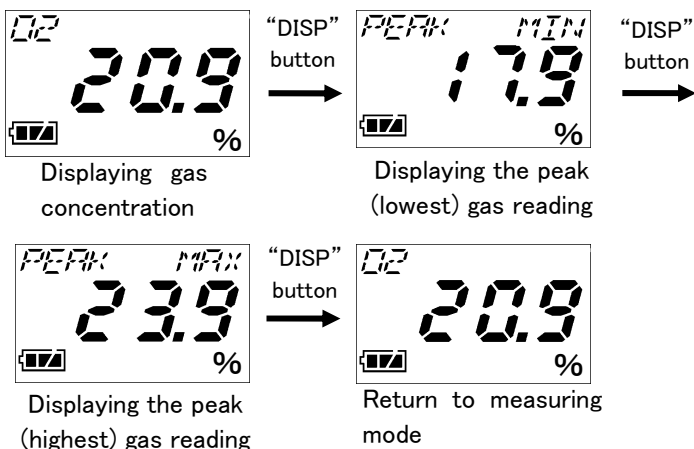 O2
20.9
%
Displaying gas
concentration
“DISP”
button
PEAK MIN
17.9
%
Displaying the peak
(lowest) gas reading
“DISP”
button
PEAK MAX
23.9
%
Displaying the peak
(highest) gas reading
“DISP”
button
O2
20.9
%
Return to measuring
mode